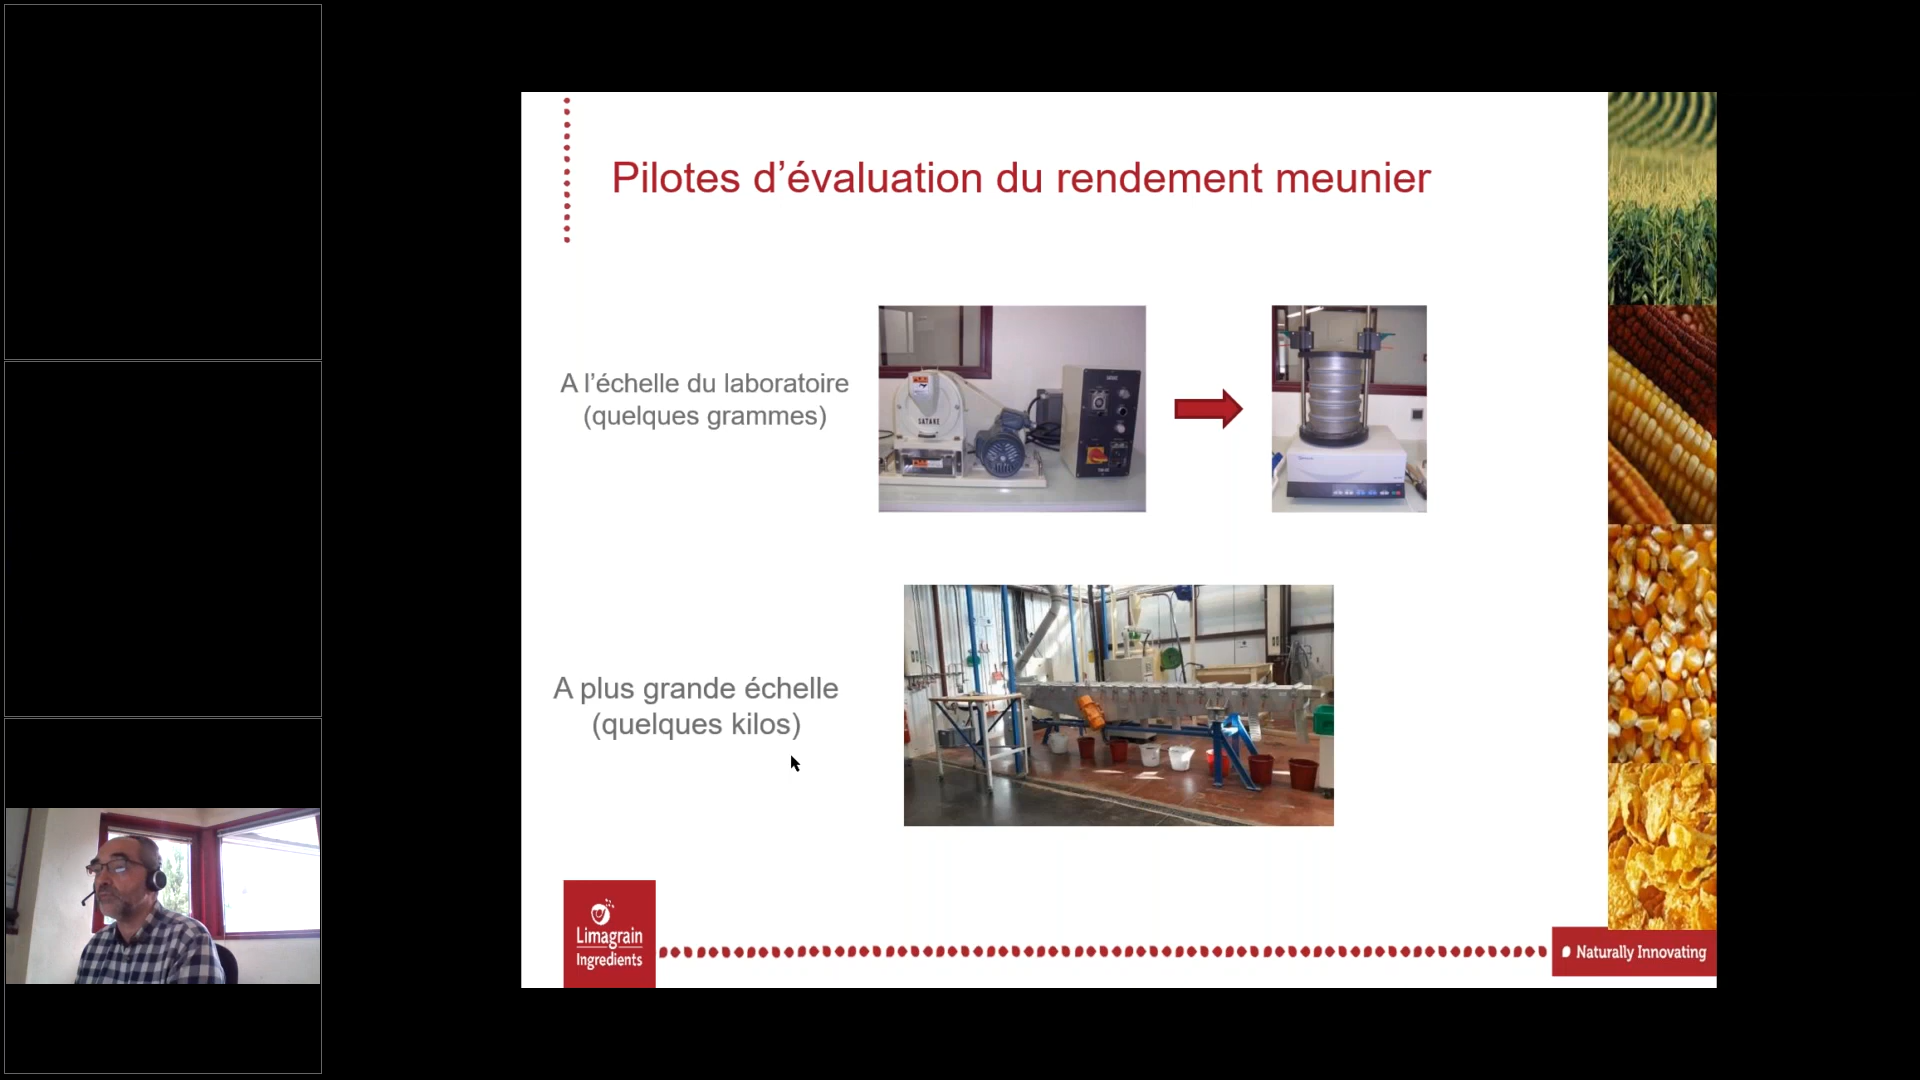 Pilotes d’évaluation du rendement meunier
A l’échelle du laboratoire
(quelques grammes)
SATAKE
A plus grande échelle
(quelques kilos)
Limagrain
Ingredients
Naturally Innovating